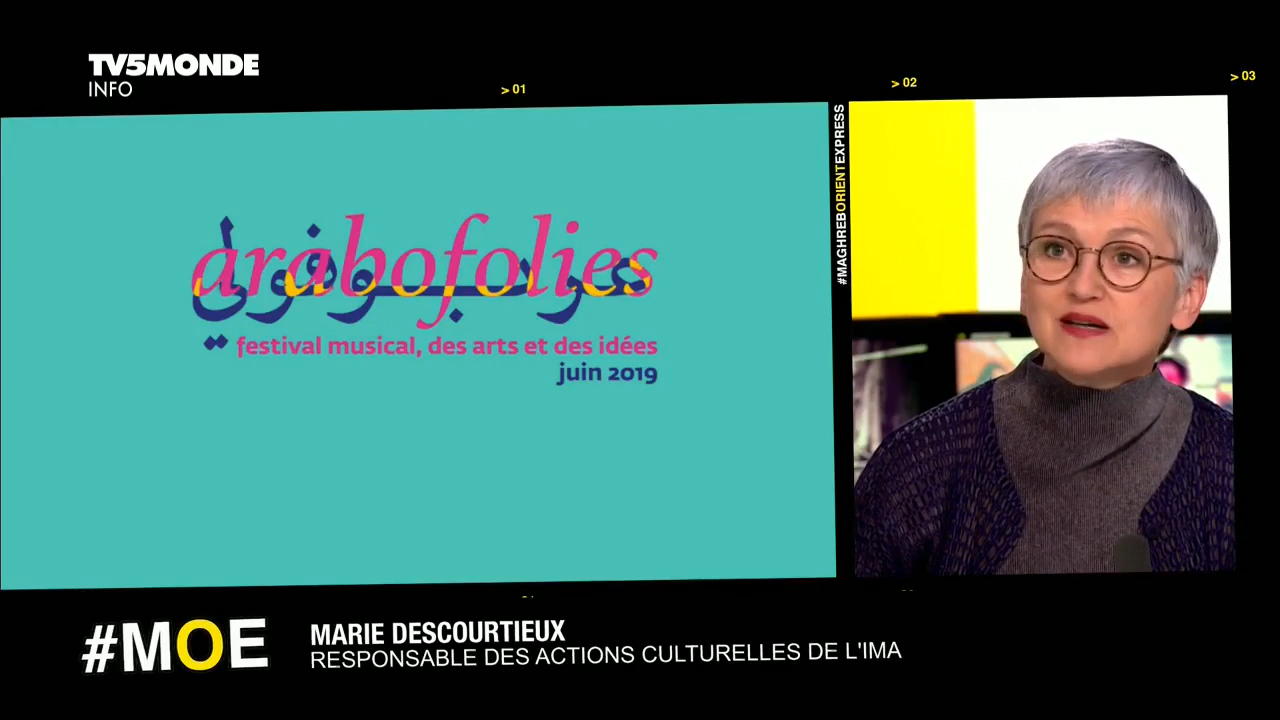 TV5MONDE
INFO
> 01
> 02
> 03
#MAGHREBORIENTEXPRESS
arabofolies
عربوفولي
festival musical, des arts et des idées
juin 2019
#MOE
MARIE DESCOURTIEUX
RESPONSABLE DES ACTIONS CULTURELLES DE L'IMA